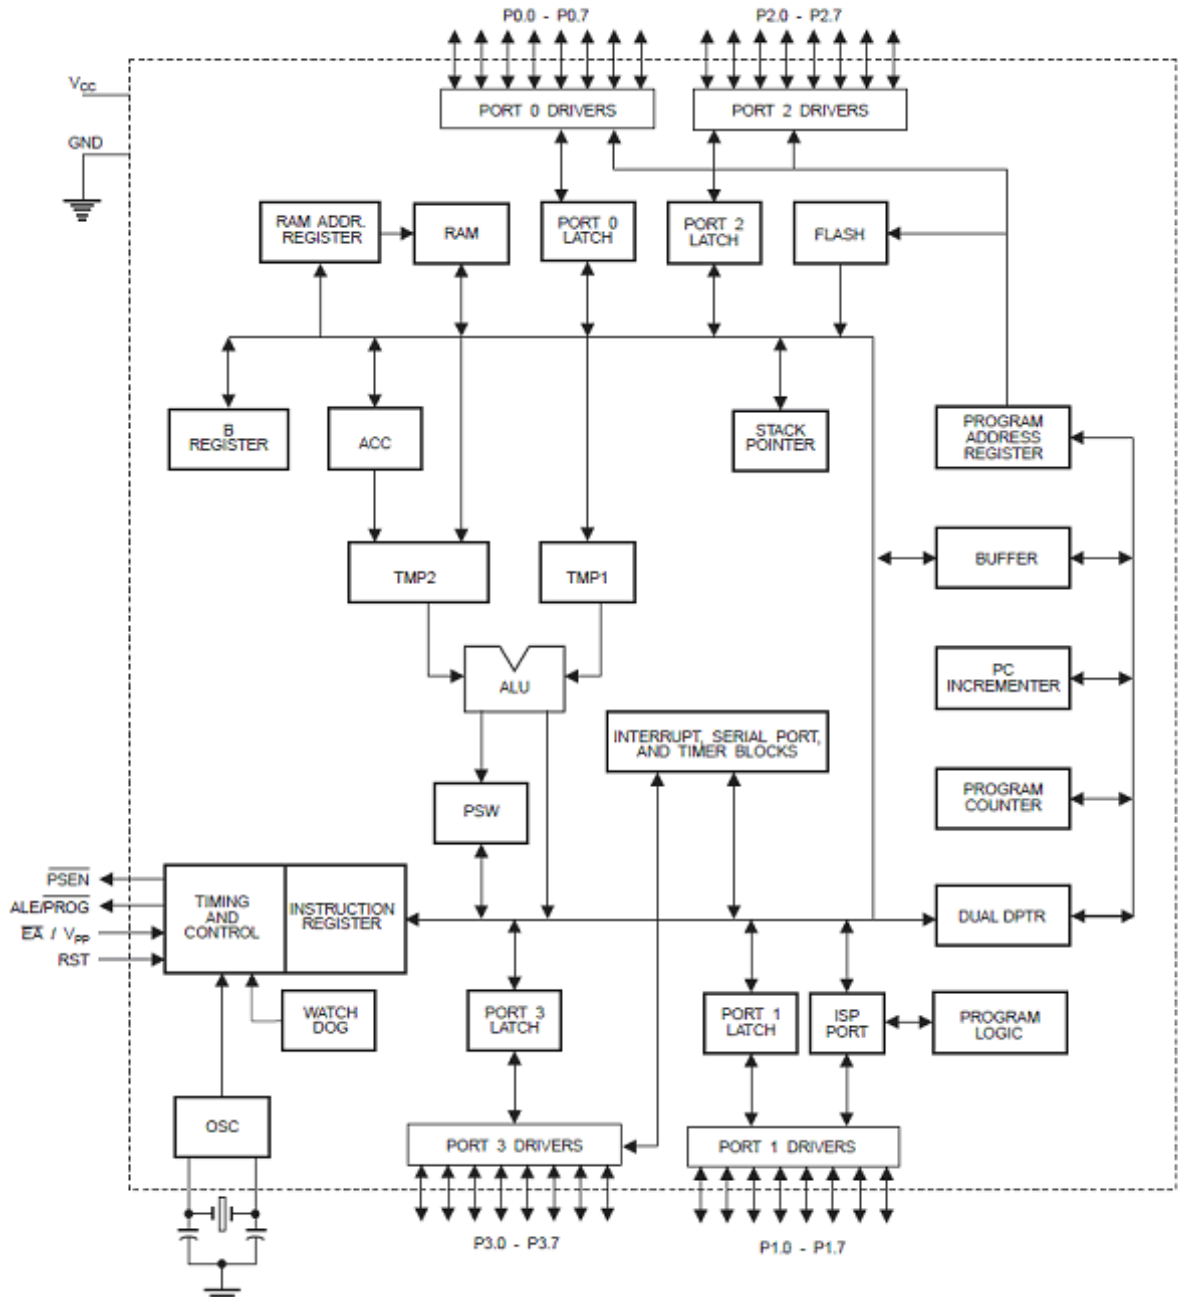 P0.0 - P0.7
P2.0 - P2.7
VCC
PORT 0 DRIVERS
PORT 2 DRIVERS
GND
RAM ADDR.
REGISTER
RAM
PORT 0
LATCH
PORT 2
LATCH
FLASH
B
REGISTER
ACC
STACK
POINTER
PROGRAM
ADDRESS
REGISTER
BUFFER
TMP2
TMP1
ALU
PC
INCREMENTER
INTERRUPT, SERIAL PORT,
AND TIMER BLOCKS
PROGRAM
COUNTER
PSW
PSEN
ALE/PROG
EA / VPP
RST
TIMING
AND
CONTROL
INSTRUCTION
REGISTER
DUAL DPTR
WATCH
DOG
PORT 3
LATCH
PORT 1
LATCH
ISP
PORT
PROGRAM
LOGIC
OSC
PORT 3 DRIVERS
PORT 1 DRIVERS
P3.0 - P3.7
P1.0 - P1.7